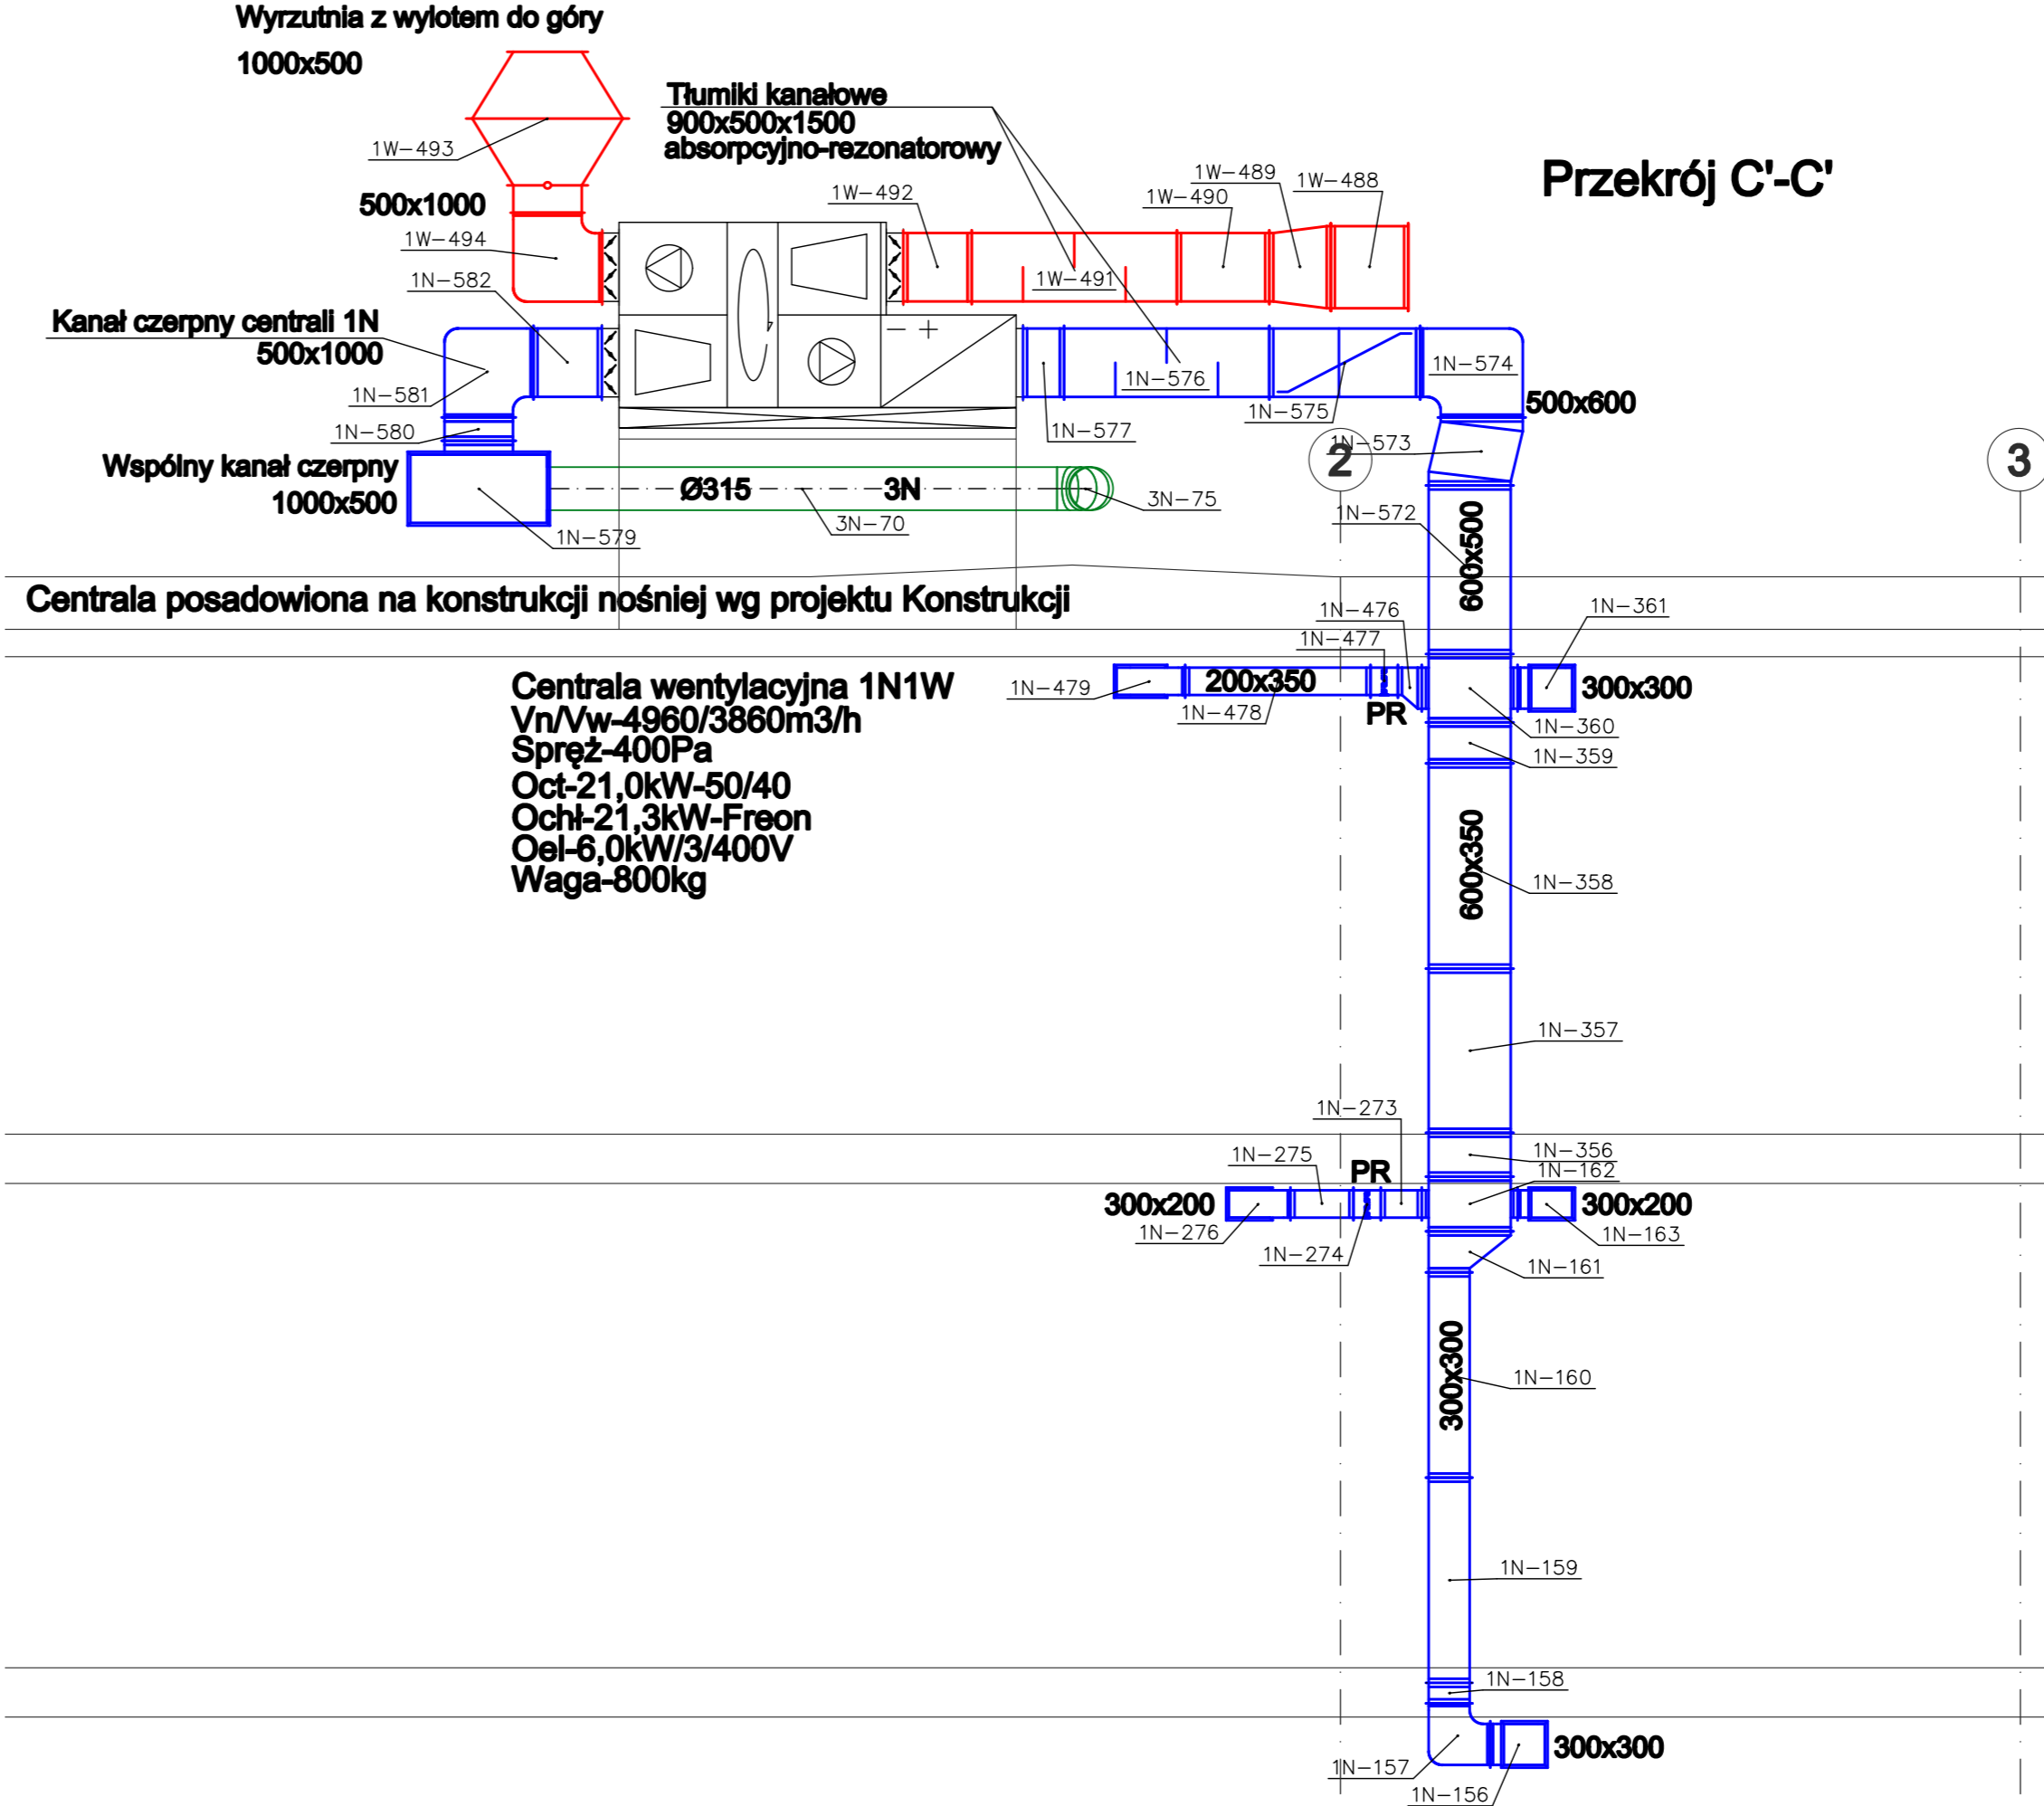 Wyrzutnia z wylotem do góry
1000x500
Tłumiki kanałowe
900x500x1500
absorpcyjno-rezonatorowy
1W-493
500x1000
1W-494
1N-582
1W-492
1W-491
1W-490
1W-489
1W-488
Przekrój C'-C'
Kanał czerpny centrali 1N
500x1000
1N-581
1N-580
Wspólny kanał czerpny
1000x500
1N-579
Ø315
3N
3N-70
3N-75
1N-577
1N-576
1N-575
1N-574
500x600
1N-573
2
3
1N-572
600x500
Centrala posadowiona na konstrukcji nośniej wg projektu Konstrukcji
1N-476
1N-477
1N-361
1N-479
200x350
1N-478
PR
300x300
1N-360
1N-359
Centrala wentylacyjna 1N1W
Vn/Vw-4960/3860m3/h
Spręż-400Pa
Oct-21,0kW-50/40
Ochł-21,3kW-Freon
Oel-6,0kW/3/400V
Waga-800kg
600x350
1N-358
1N-357
1N-273
1N-275
PR
1N-356
1N-162
300x200
300x200
1N-276
1N-274
1N-163
1N-161
300x300
1N-160
1N-159
1N-158
300x300
1N-157
1N-156